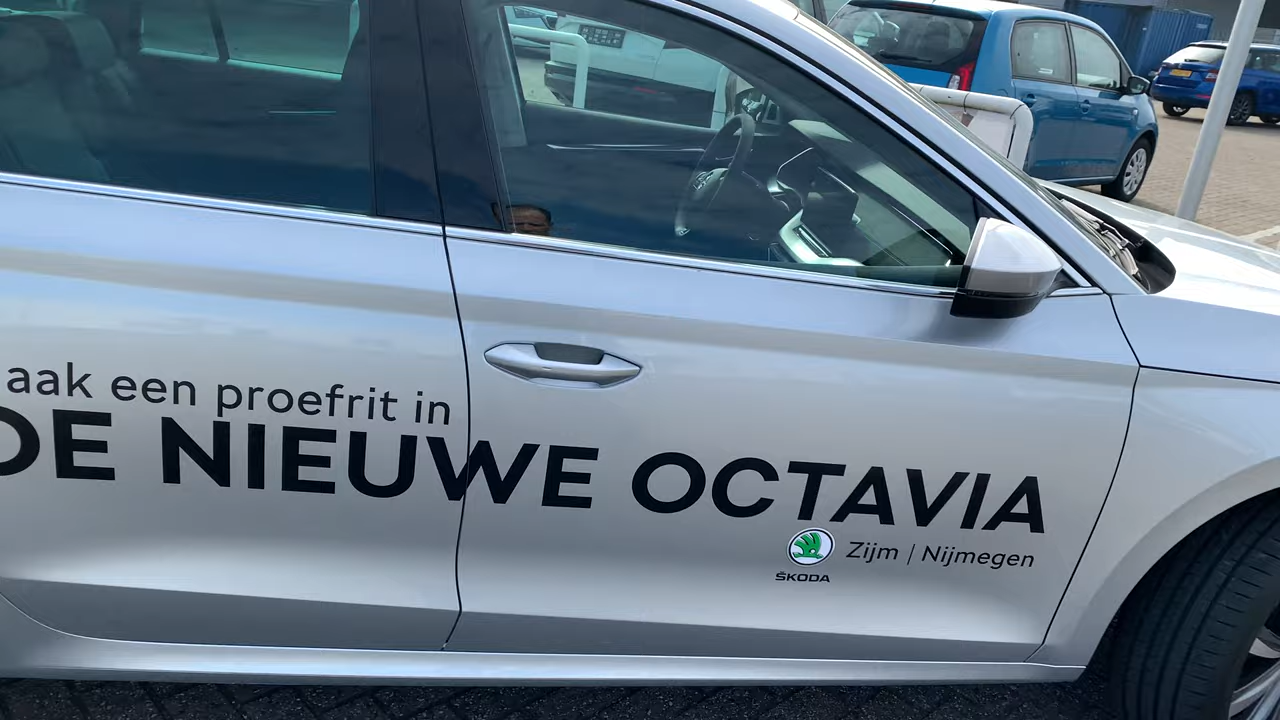 aak een proefrit in
DE NIEUWE OCTAVIA
Zijm | Nijmegen
ŠKODA